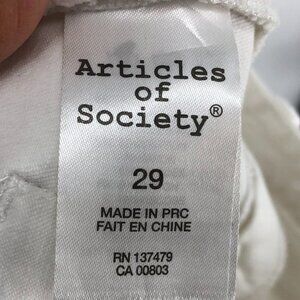 Articles
of
Society®
29
MADE IN PRC
FAIT EN CHINE
RN 137479
CA 00803